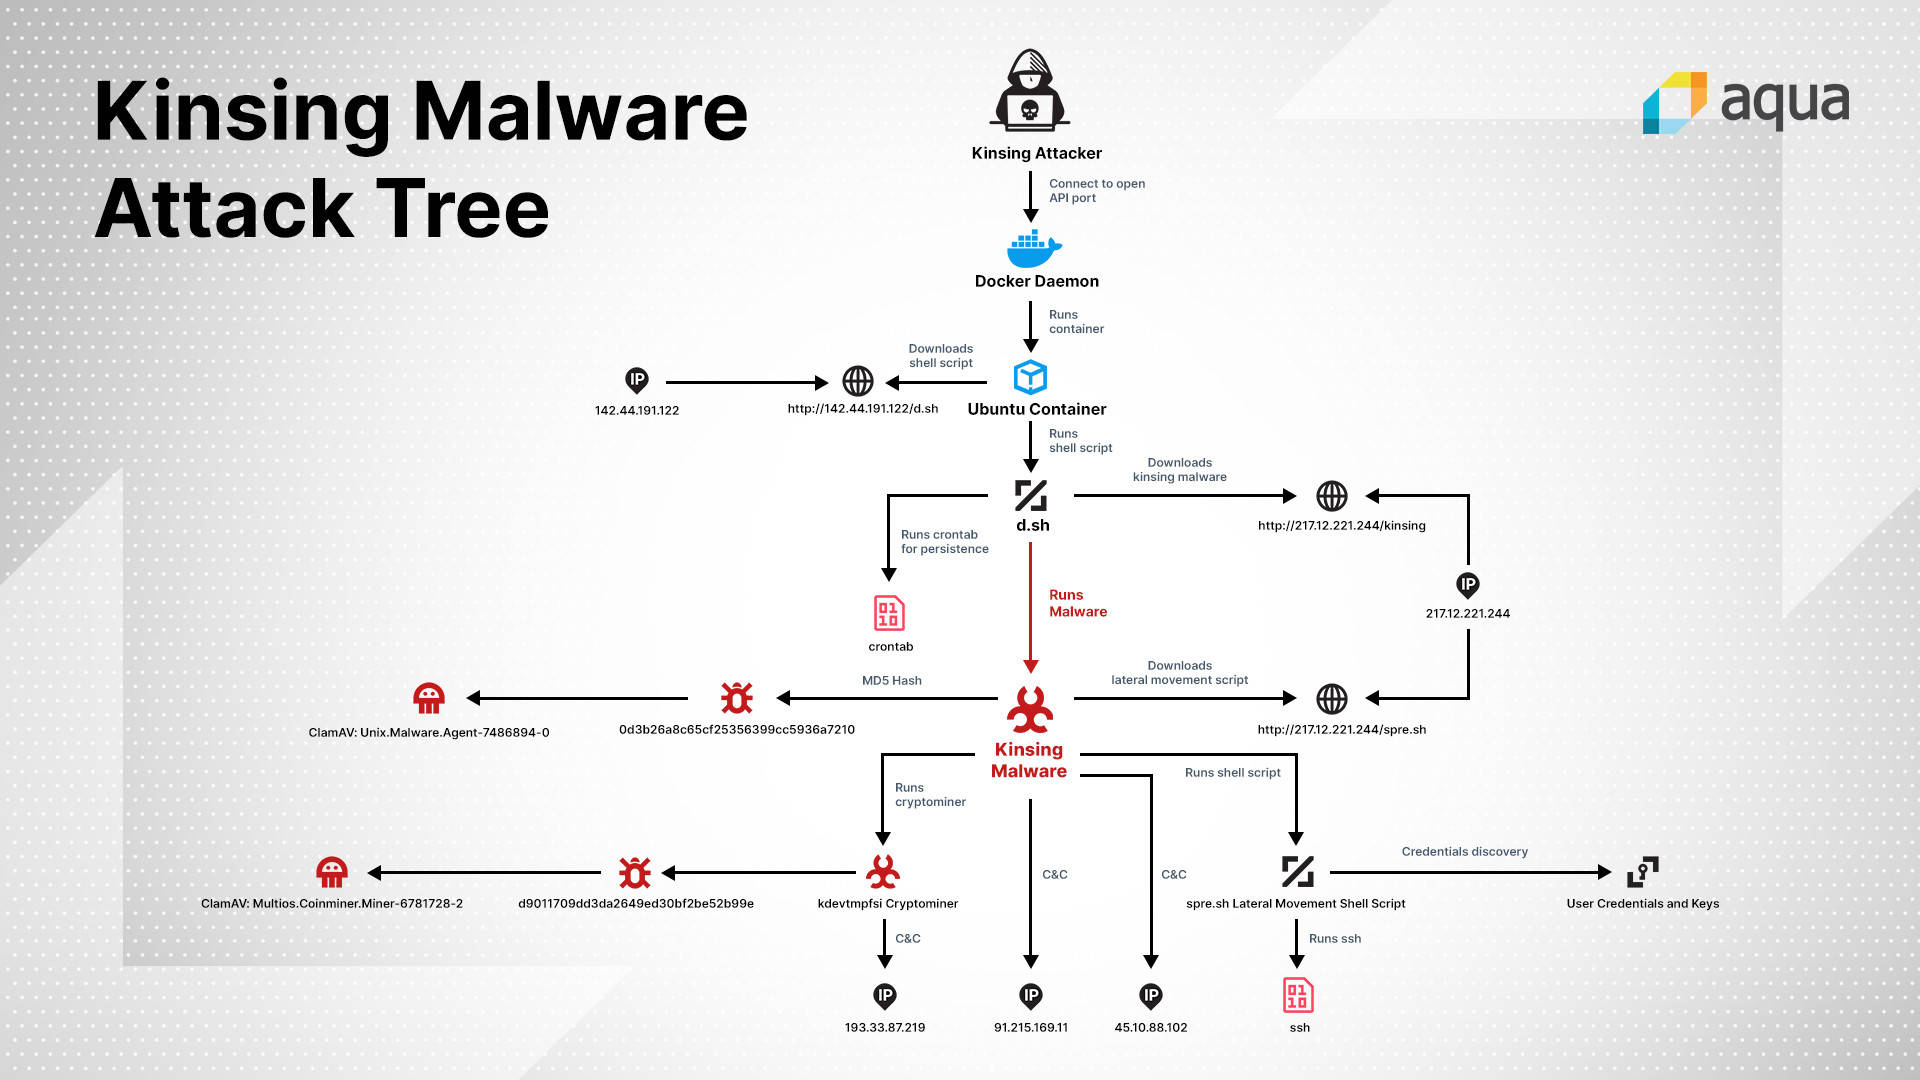 Kinsing Malware
Attack Tree
aqua
Kinsing Attacker
Connect to open
API port
Docker Daemon
Runs
container
Downloads
shell script
IP
142.44.191.122
http://142.44.191.122/d.sh
Ubuntu Container
Runs
shell script
Downloads
kinsing malware
d.sh
http://217.12.221.244/kinsing
Runs crontab
for persistence
Runs
Malware
IP
217.12.221.244
0110
crontab
MD5 Hash
Downloads
lateral movement script
ClamAV: Unix.Malware.Agent-7486894-0
0d3b26a8c65cf25356399cc5936a7210
http://217.12.221.244/spre.sh
Kinsing
Malware
Runs
cryptominer
Runs shell script
C&C
C&C
Credentials discovery
ClamAV: Multios.Coinminer.Miner-6781728-2
d9011709dd3da2649ed30bf2be52b99e
kdevtmpfsi Cryptominer
spre.sh Lateral Movement Shell Script
User Credentials and Keys
C&C
Runs ssh
IP
193.33.87.219
IP
91.215.169.11
IP
45.10.88.102
0110
ssh